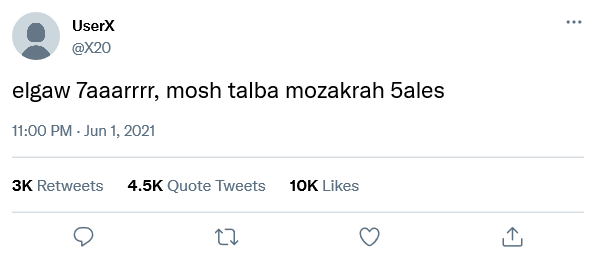 UserX
@X20
elgaw 7aaarrrr, mosh talba mozakrah 5ales
11:00 PM · Jun 1, 2021
3K Retweets 4.5K Quote Tweets 10K Likes